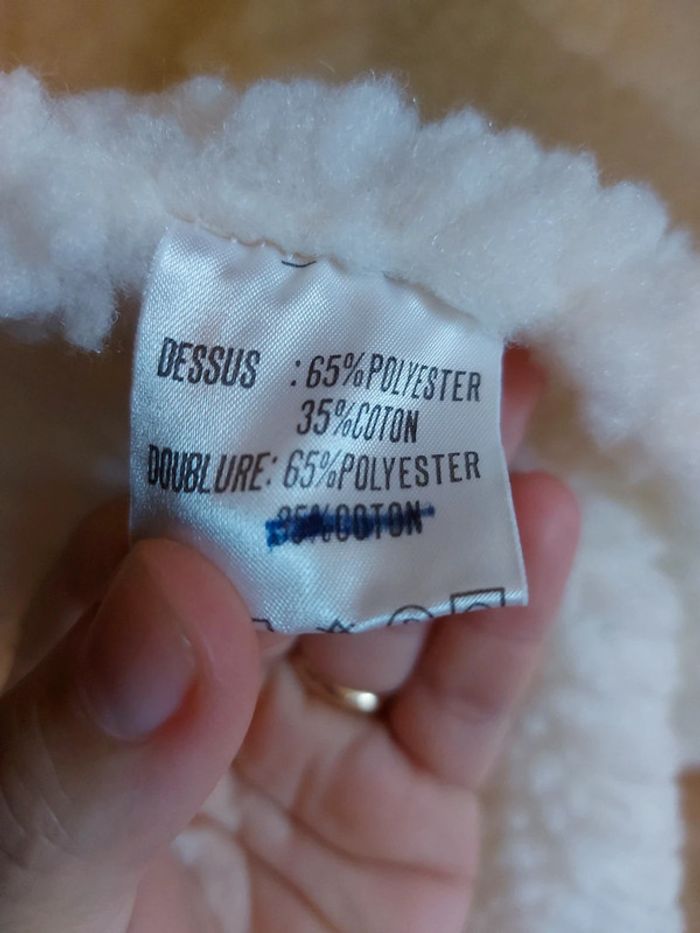 DESSUS : 65%POLYESTER
35%COTON
DOUBLURE: 65%POLYESTER
35%COTON